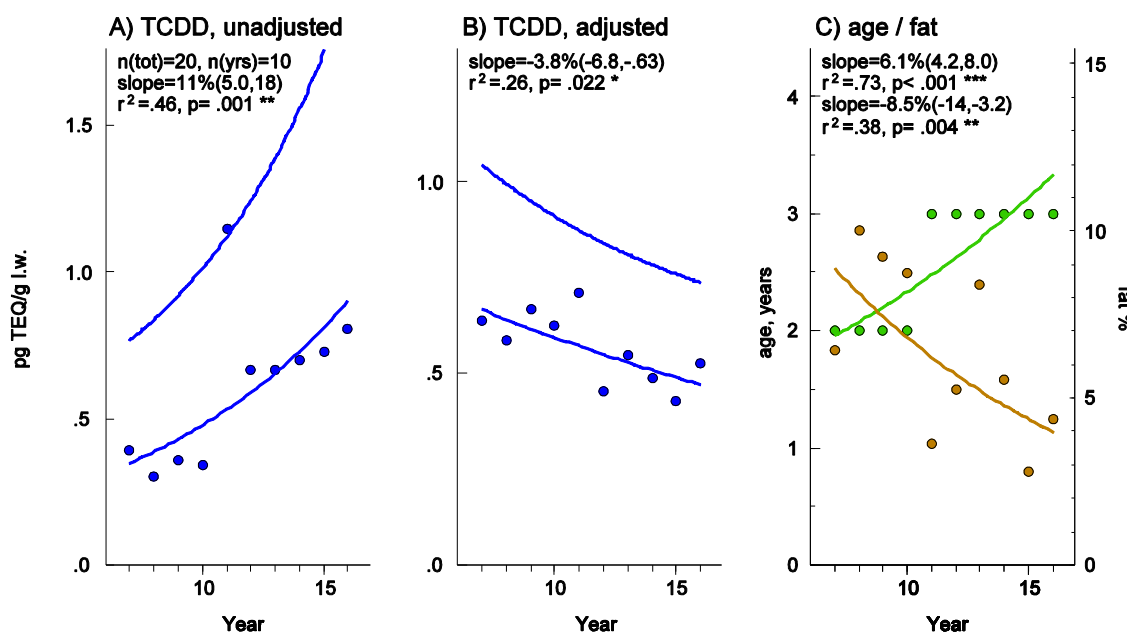 A) TCDD, unadjusted
n(tot)=20, n(yrs)=10
slope=11%(5.0,18)
r²=.46, p= .001 **
1.5
1.0
.5
.0
pg TEQ/g l.w.
10
15
Year
B) TCDD, adjusted
slope=-3.8%(-6.8,-.63)
r²=.26, p= .022 *
1.0
.5
.0
10
15
Year
C) age / fat
slope=6.1%(4.2,8.0)
r²=.73, p< .001 ***
slope=-8.5%(-14,-3.2)
r²=.38, p= .004 **
4
3
2
1
0
age, years
15
10
5
0
fat %
10
15
Year